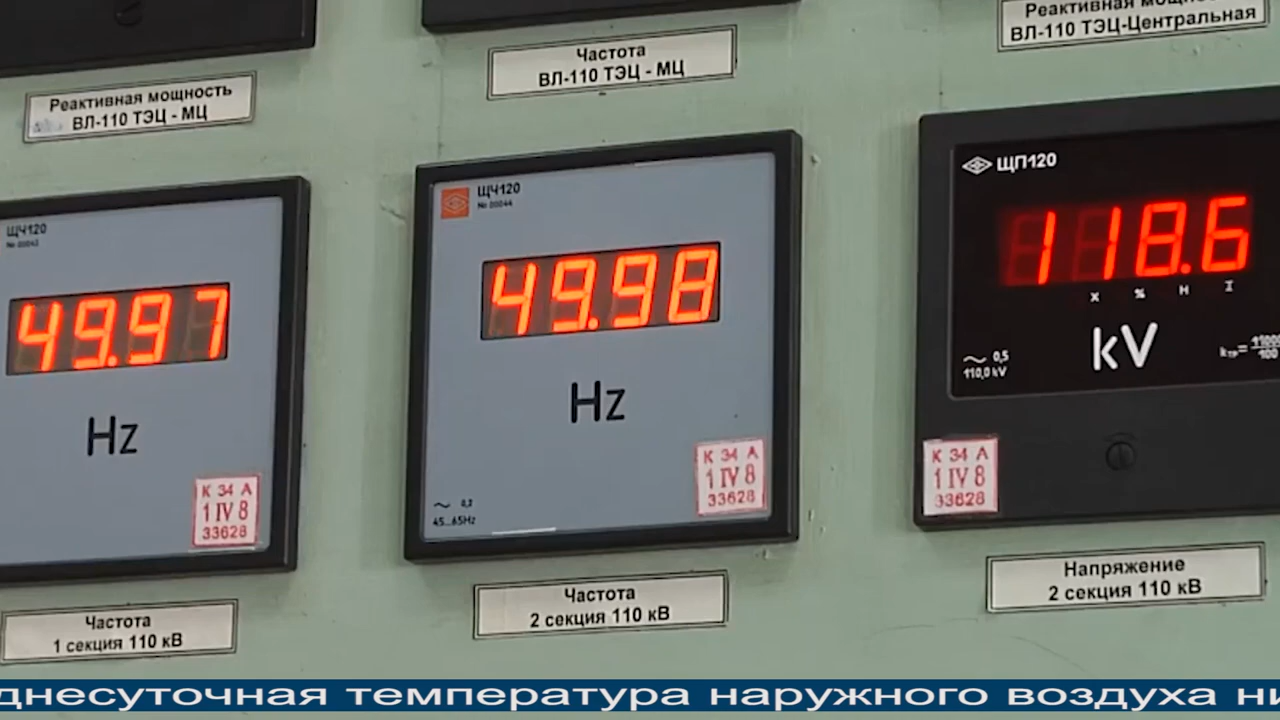 Реактивная мощность
ВЛ-110 ТЭЦ - МЦ
Частота
ВЛ-110 ТЭЦ - МЦ
Реактивная
ВЛ-110 ТЭЦ-Центральная
ЩЧ120
№ 00043
49.97
Hz
К 34 А
1 IV 8
33628
Частота
1 секция 110 кВ
ЩЧ120
№ 00044
49.98
Hz
45...65Hz
К 34 А
1 IV 8
33628
Частота
2 секция 110 кВ
ЩП120
118.6
х % Н I
kV
~ 0,5
110,0 kV
К 34 А
1 IV 8
33628
Напряжение
2 секция 110 кВ
днесуточная температура наружного воздуха ни